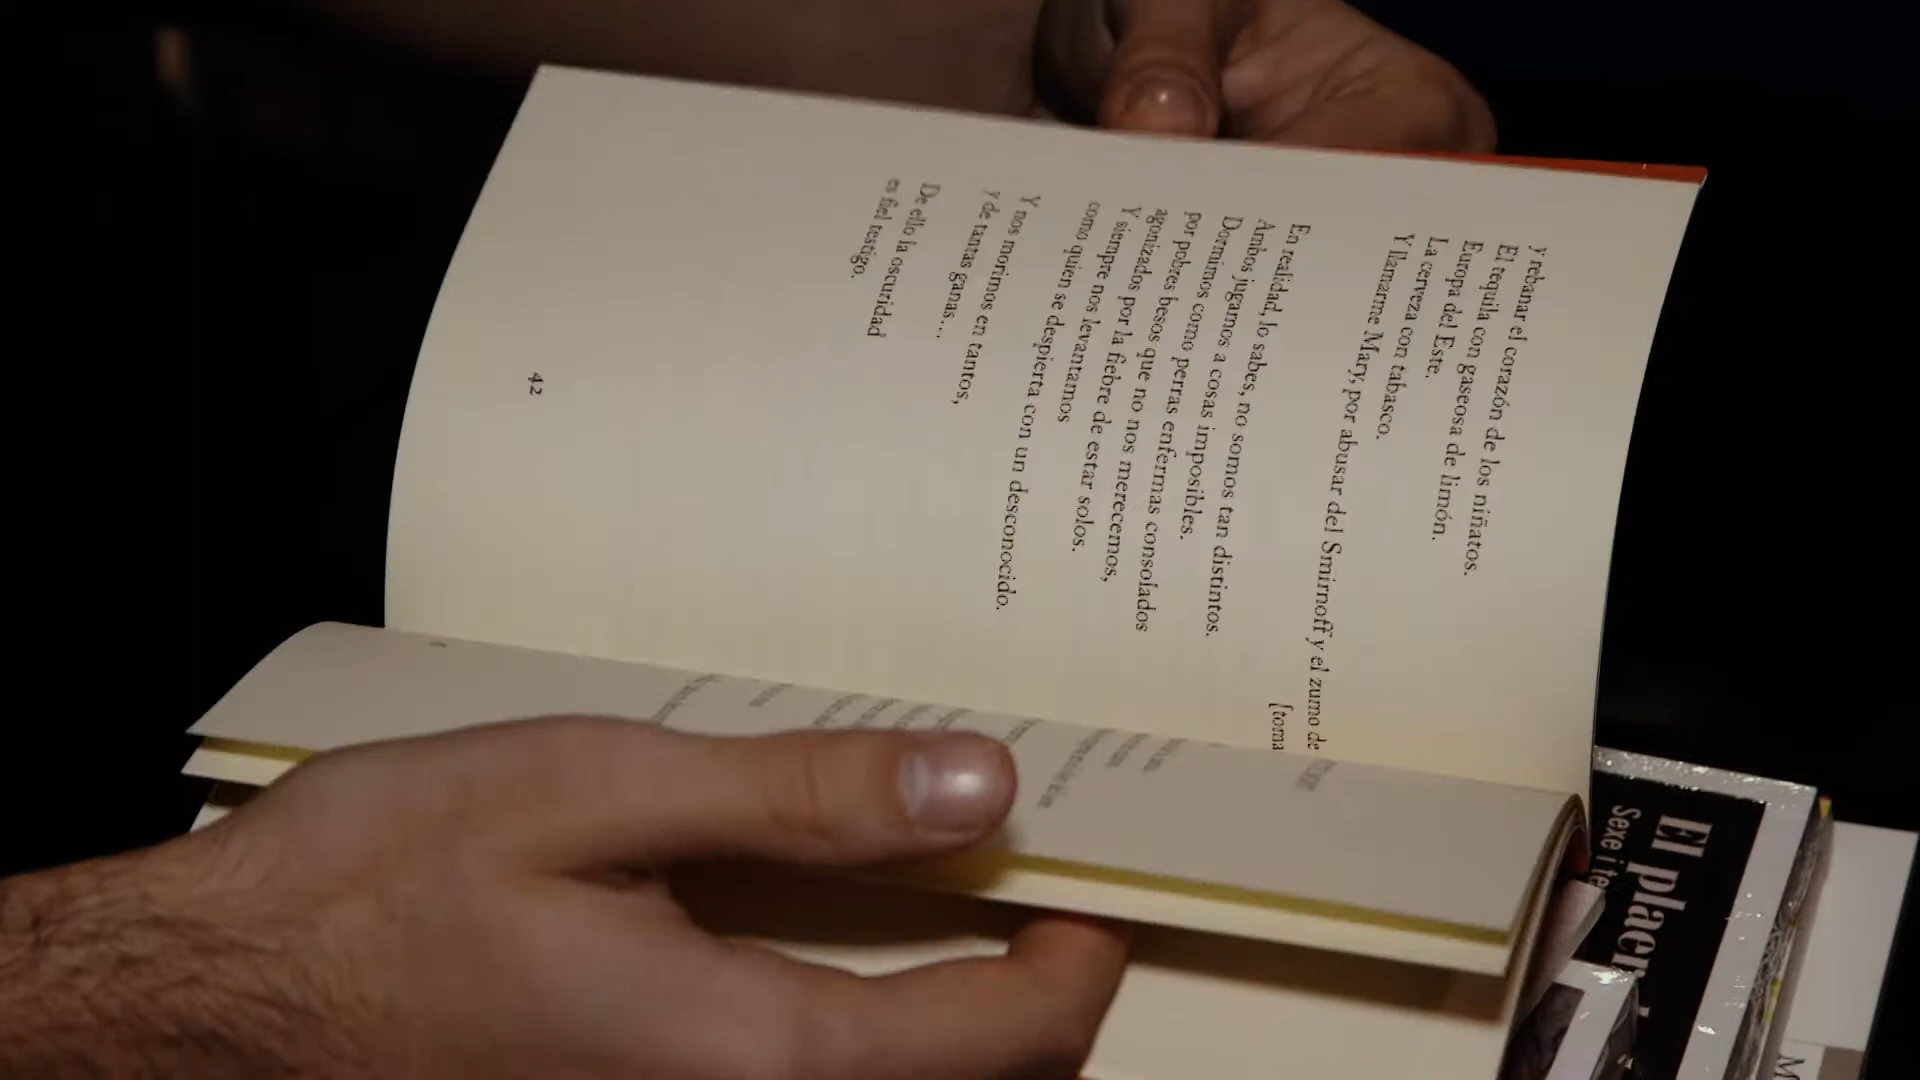 y rebanar el corazón de los niñatos.
El tequila con gaseosa de limón.
Europa del Este.
La cerveza con tabasco.
Y llamarme Mary, por abusar del Smirnoff y el zumo de
[toma
En realidad, lo sabes, no somos tan distintos.
Ambos jugamos a cosas imposibles.
Dormimos como perras enfermas consolados
por pobres besos que no nos merecemos,
agonizados por la fiebre de estar solos.
Y siempre nos levantamos
como quien se despierta con un desconocido.
Y nos morimos en tantos,
y de tantas ganas...
De ello la oscuridad
es fiel testigo.
42
El placer
Sexe i te
M